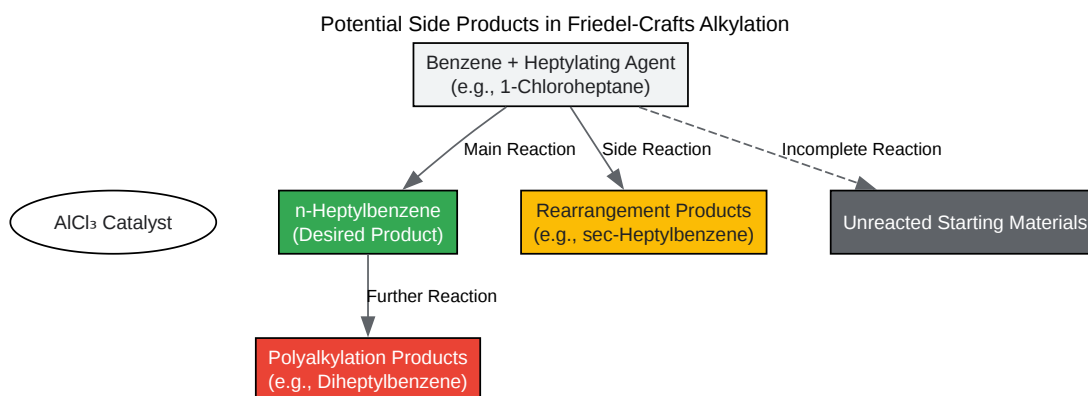 Potential Side Products in Friedel-Crafts Alkylation
Benzene + Heptylating Agent
(e.g., 1-Chloroheptane)
Main Reaction
Side Reaction
Incomplete Reaction
AlCl₃ Catalyst
n-Heptylbenzene
(Desired Product)
Rearrangement Products
(e.g., sec-Heptylbenzene)
Unreacted Starting Materials
Further Reaction
Polyalkylation Products
(e.g., Diheptylbenzene)